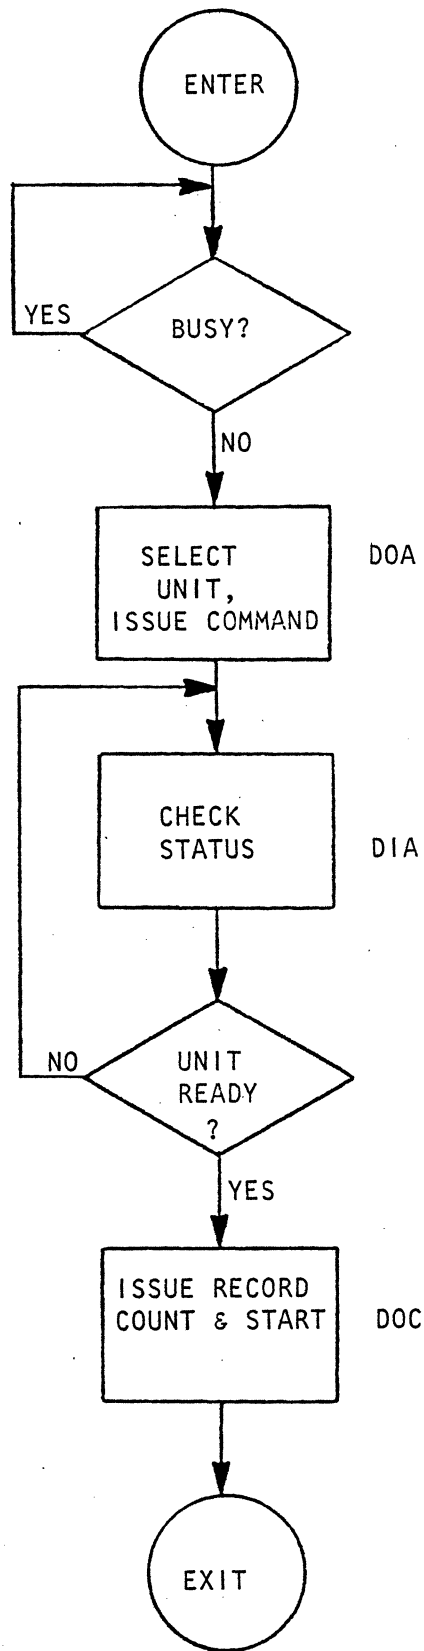 ENTER
YES
BUSY?
NO
SELECT
UNIT,
ISSUE COMMAND
DOA
CHECK
STATUS
DIA
NO
UNIT
READY
?
YES
ISSUE RECORD
COUNT & START
DOC
EXIT